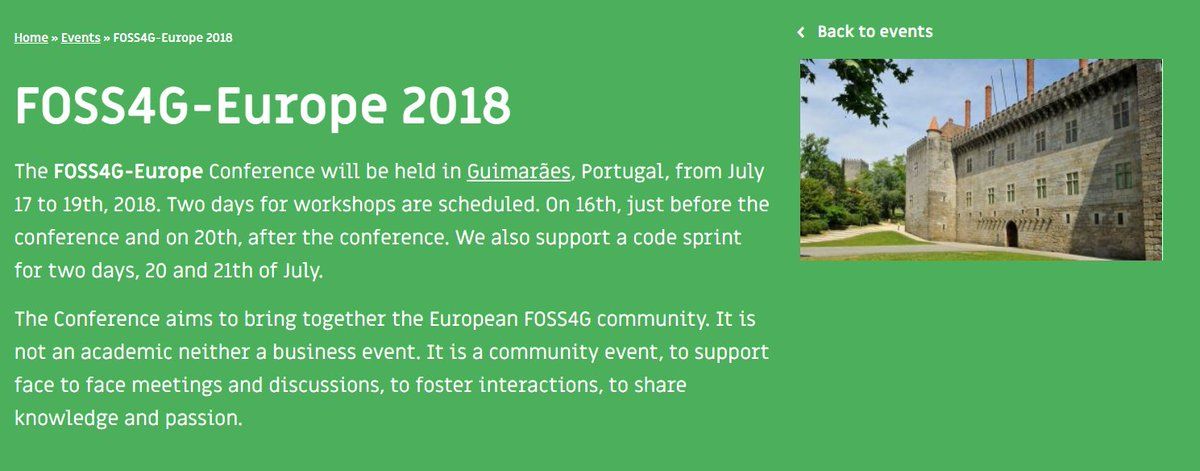 Home » Events » FOSS4G-Europe 2018
Back to events
FOSS4G-Europe 2018
The FOSS4G-Europe Conference will be held in Guimarães, Portugal, from July
17 to 19th, 2018. Two days for workshops are scheduled. On 16th, just before the
conference and on 20th, after the conference. We also support a code sprint
for two days, 20 and 21th of July.
The Conference aims to bring together the European FOSS4G community. It is
not an academic neither a business event. It is a community event, to support
face to face meetings and discussions, to foster interactions, to share
knowledge and passion.